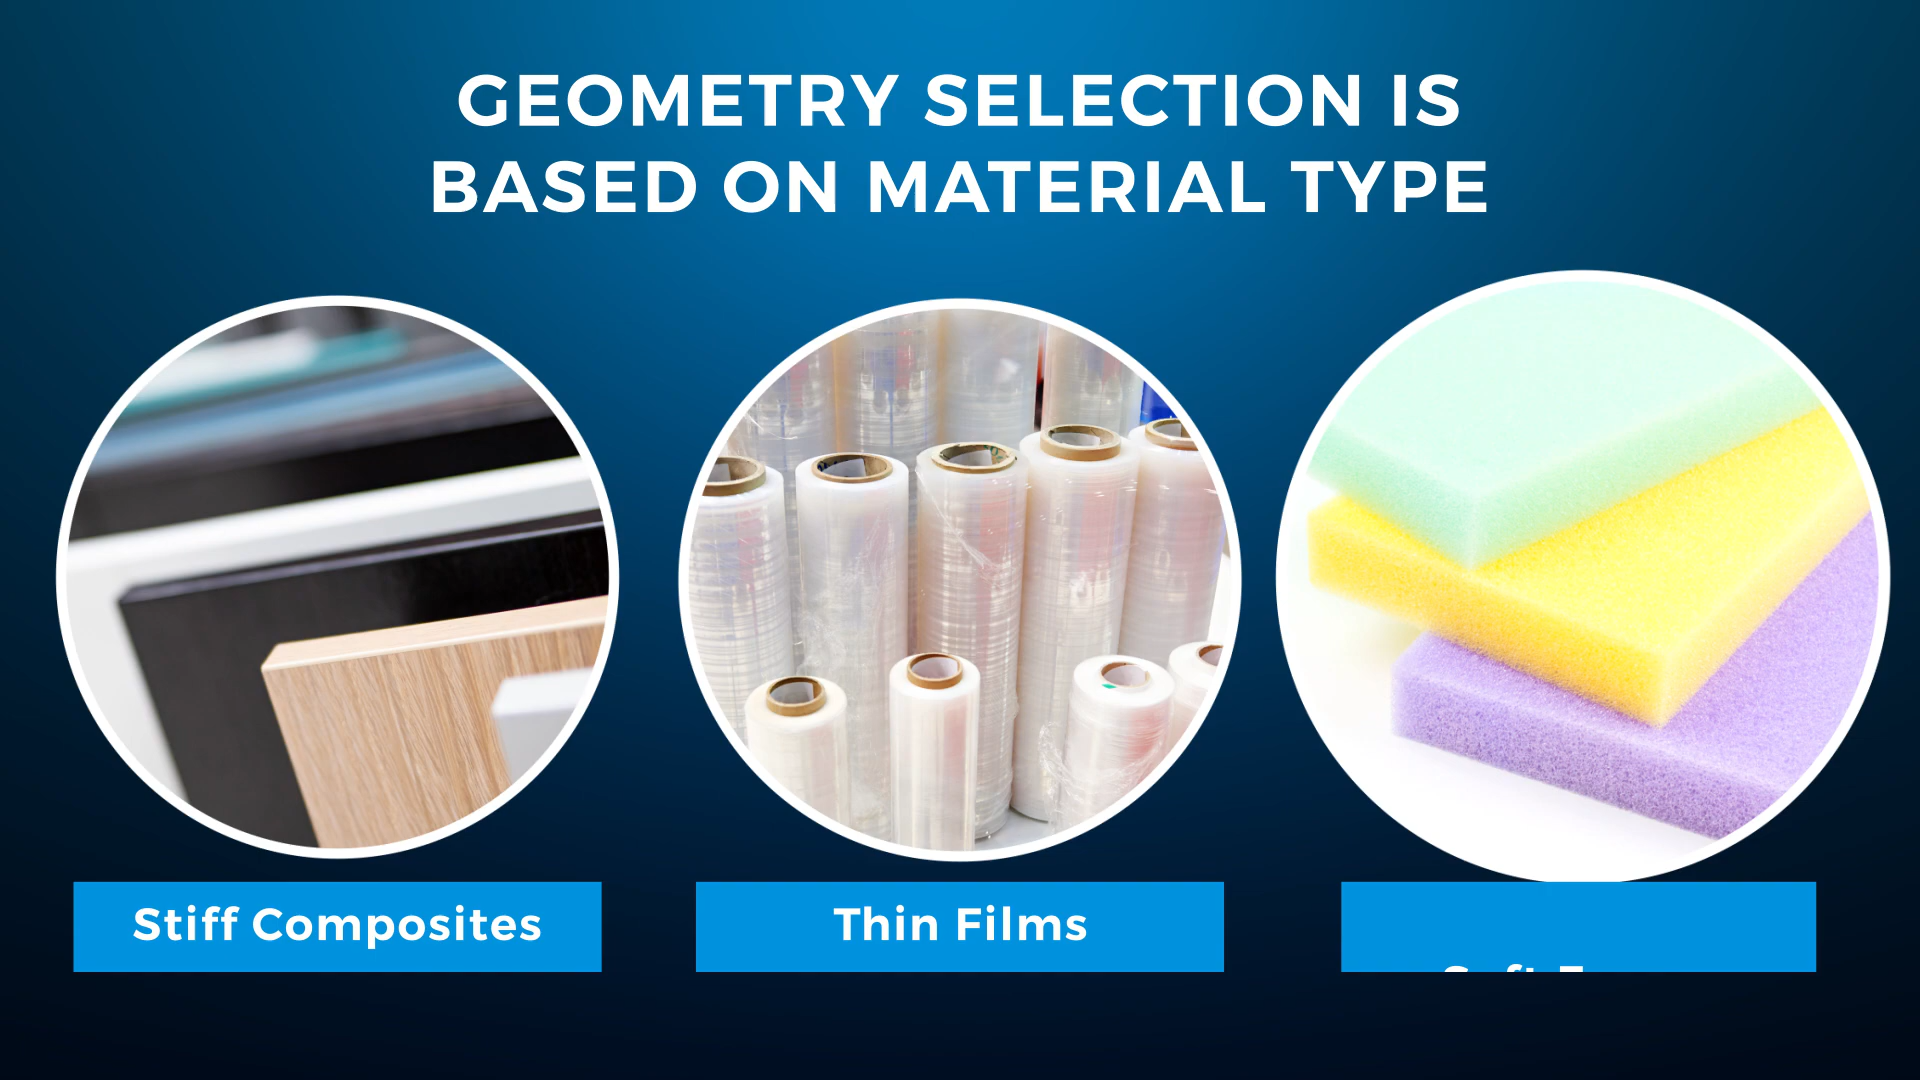 GEOMETRY SELECTION IS
BASED ON MATERIAL TYPE
Stiff Composites
Thin Films